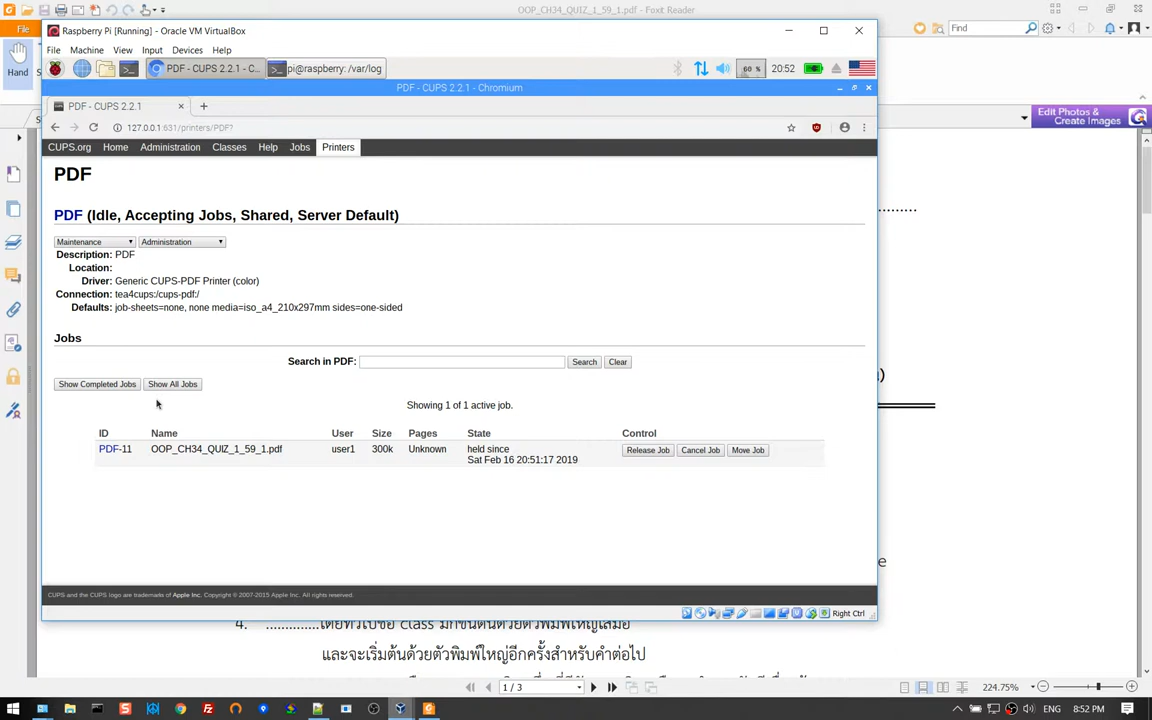 OOP_CH34_QUIZ_1_59_1.pdf - Foxit Reader
File
Find
Hand
Edit Photos &
Create Images
Raspberry Pi [Running] - Oracle VM VirtualBox
File Machine View Input Devices Help
PDF - CUPS 2.2.1 - C...
pi@raspberry: /var/log
60 %
20:52
PDF - CUPS 2.2.1 - Chromium
PDF - CUPS 2.2.1
127.0.0.1:631/printers/PDF?
CUPS.org Home Administration Classes Help Jobs Printers
PDF
PDF (Idle, Accepting Jobs, Shared, Server Default)
Maintenance Administration
Description: PDF
Location:
Driver: Generic CUPS-PDF Printer (color)
Connection: tea4cups:/cups-pdf:/
Defaults: job-sheets=none, none media=iso_a4_210x297mm sides=one-sided
Jobs
Search in PDF: Search Clear
Show Completed Jobs Show All Jobs
Showing 1 of 1 active job.
ID Name User Size Pages State Control
PDF-11 OOP_CH34_QUIZ_1_59_1.pdf user1 300k Unknown held since Release Job Cancel Job Move Job
Sat Feb 16 20:51:17 2019
CUPS and the CUPS logo are trademarks of Apple Inc. Copyright © 2007-2015 Apple Inc. All rights reserved.
Right Ctrl
4. ..............โดยทั่วไปชื่อ Class มักขึ้นต้นด้วยตัวพิมพ์ใหญ่เสมอ
และจะเริ่มต้นด้วยตัวพิมพ์ใหญ่อีกครั้งสำหรับคำต่อไป
1 / 3
224.75%
ENG
8:52 PM